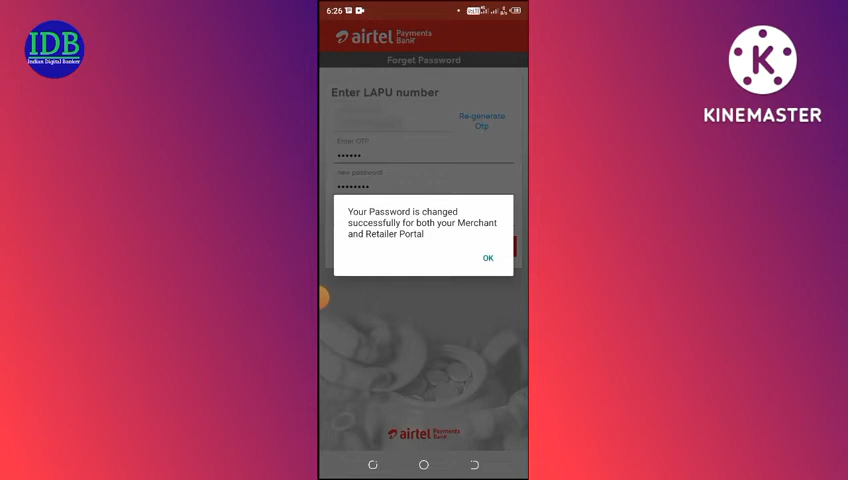 IDB
Indian Digital Banker
6:26
airtel Payments Bank
Forget Password
Enter LAPU number
Re-generate
Otp
Enter OTP
••••••
new password
••••••••
Your Password is changed
successfully for both your Merchant
and Retailer Portal
OK
airtel Payments Bank
K
KINEMASTER